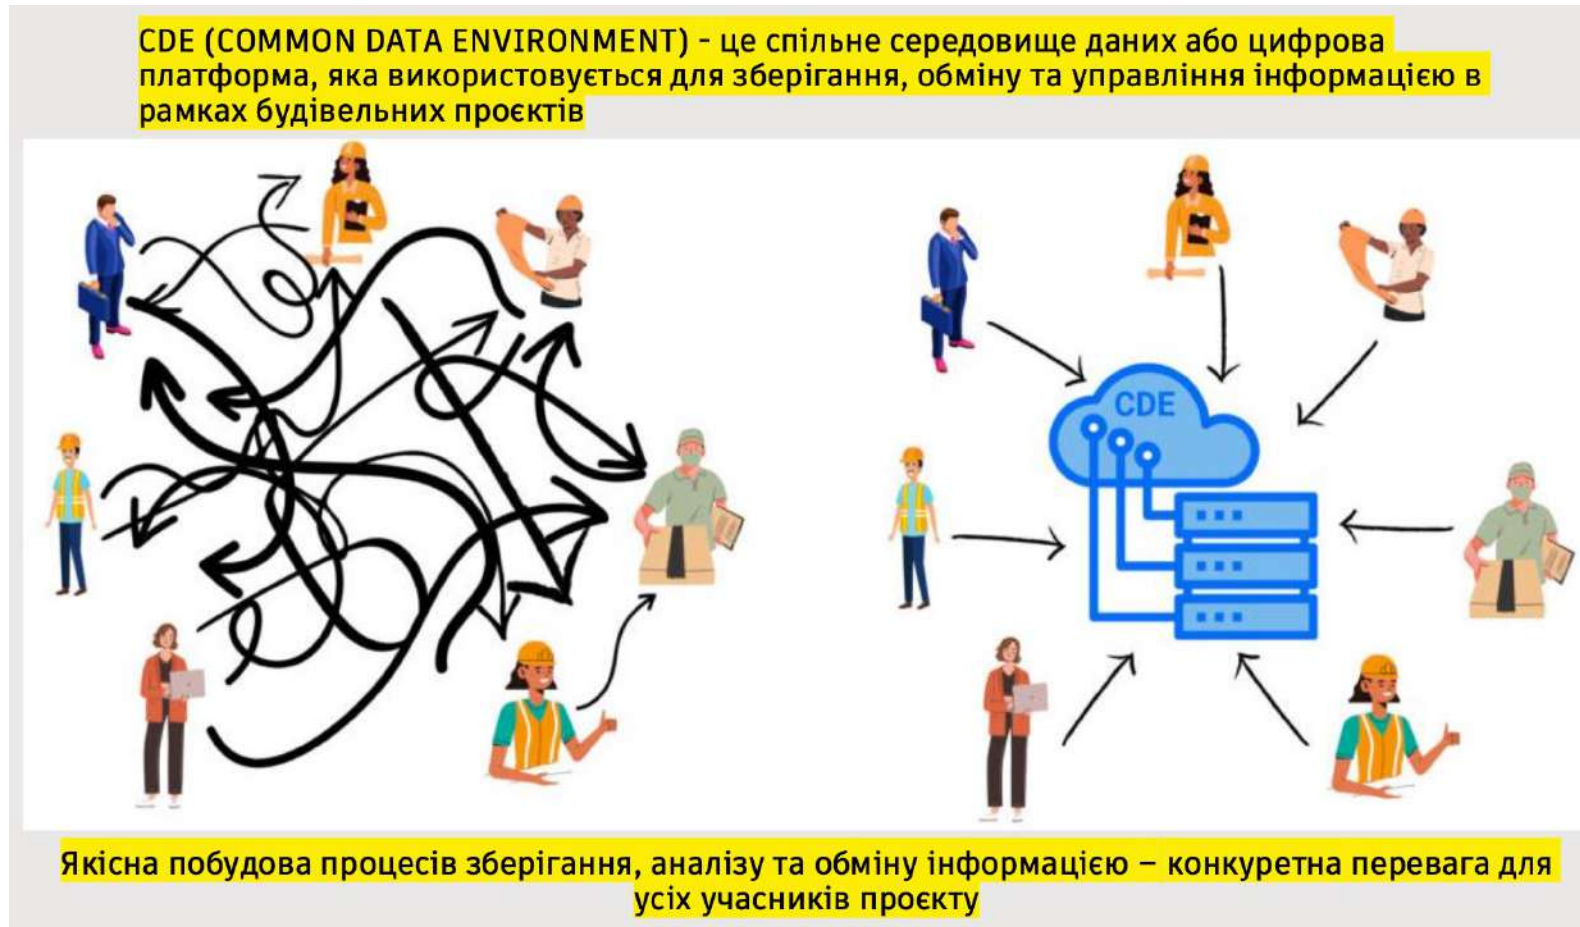 CDE (COMMON DATA ENVIRONMENT) - це спільне середовище даних або цифрова
платформа, яка використовується для зберігання, обміну та управління інформацією в
рамках будівельних проєктів
CDE
Якісна побудова процесів зберігання, аналізу та обміну інформацією – конкуретна перевага для
усіх учасників проєкту